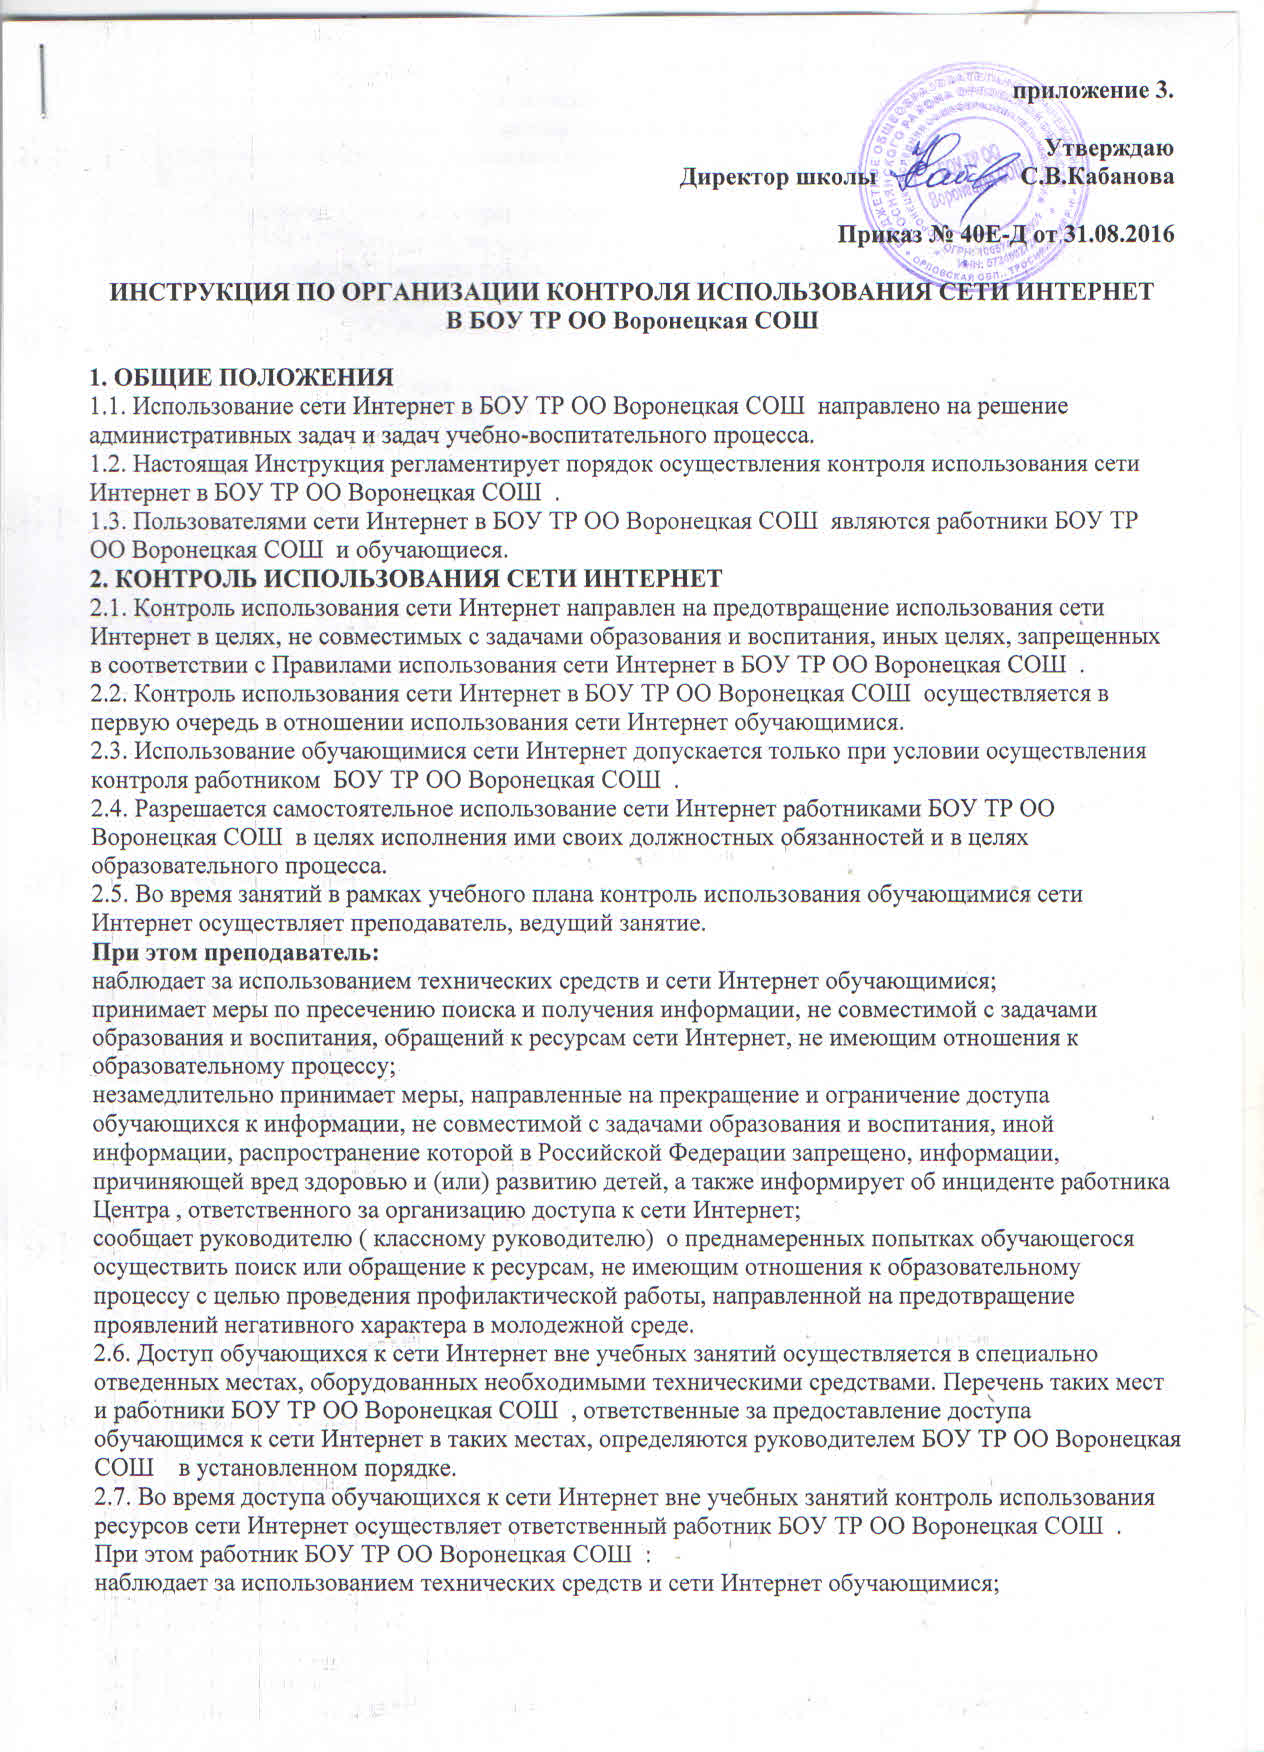 приложение 3.
Утверждаю
Директор школы С.В.Кабанова
Приказ № 40Е-Д от 31.08.2016
ИНСТРУКЦИЯ ПО ОРГАНИЗАЦИИ КОНТРОЛЯ ИСПОЛЬЗОВАНИЯ СЕТИ ИНТЕРНЕТ
В БОУ ТР ОО Воронецкая СОШ
1. ОБЩИЕ ПОЛОЖЕНИЯ
1.1. Использование сети Интернет в БОУ ТР ОО Воронецкая СОШ  направлено на решение
административных задач и задач учебно-воспитательного процесса.
1.2. Настоящая Инструкция регламентирует порядок осуществления контроля использования сети
Интернет в БОУ ТР ОО Воронецкая СОШ  .
1.3. Пользователями сети Интернет в БОУ ТР ОО Воронецкая СОШ  являются работники БОУ ТР
ОО Воронецкая СОШ  и обучающиеся.
2. КОНТРОЛЬ ИСПОЛЬЗОВАНИЯ СЕТИ ИНТЕРНЕТ
2.1. Контроль использования сети Интернет направлен на предотвращение использования сети
Интернет в целях, не совместимых с задачами образования и воспитания, иных целях, запрещенных
в соответствии с Правилами использования сети Интернет в БОУ ТР ОО Воронецкая СОШ  .
2.2. Контроль использования сети Интернет в БОУ ТР ОО Воронецкая СОШ  осуществляется в
первую очередь в отношении использования сети Интернет обучающимися.
2.3. Использование обучающимися сети Интернет допускается только при условии осуществления
контроля работником  БОУ ТР ОО Воронецкая СОШ  .
2.4. Разрешается самостоятельное использование сети Интернет работниками БОУ ТР ОО
Воронецкая СОШ  в целях исполнения ими своих должностных обязанностей и в целях
образовательного процесса.
2.5. Во время занятий в рамках учебного плана контроль использования обучающимися сети
Интернет осуществляет преподаватель, ведущий занятие.
При этом преподаватель:
наблюдает за использованием технических средств и сети Интернет обучающимися;
принимает меры по пресечению поиска и получения информации, не совместимой с задачами
образования и воспитания, обращений к ресурсам сети Интернет, не имеющим отношения к
образовательному процессу;
незамедлительно принимает меры, направленные на прекращение и ограничение доступа
обучающихся к информации, не совместимой с задачами образования и воспитания, иной
информации, распространение которой в Российской Федерации запрещено, информации,
причиняющей вред здоровью и (или) развитию детей, а также информирует об инциденте работника
Центра , ответственного за организацию доступа к сети Интернет;
сообщает руководителю ( классному руководителю)  о преднамеренных попытках обучающегося
осуществить поиск или обращение к ресурсам, не имеющим отношения к образовательному
процессу с целью проведения профилактической работы, направленной на предотвращение
проявлений негативного характера в молодежной среде.
2.6. Доступ обучающихся к сети Интернет вне учебных занятий осуществляется в специально
отведенных местах, оборудованных необходимыми техническими средствами. Перечень таких мест
и работники БОУ ТР ОО Воронецкая СОШ  , ответственные за предоставление доступа
обучающимся к сети Интернет в таких местах, определяются руководителем БОУ ТР ОО Воронецкая
СОШ    в установленном порядке.
2.7. Во время доступа обучающихся к сети Интернет вне учебных занятий контроль использования
ресурсов сети Интернет осуществляет ответственный работник БОУ ТР ОО Воронецкая СОШ  .
При этом работник БОУ ТР ОО Воронецкая СОШ  :
наблюдает за использованием технических средств и сети Интернет обучающимися;